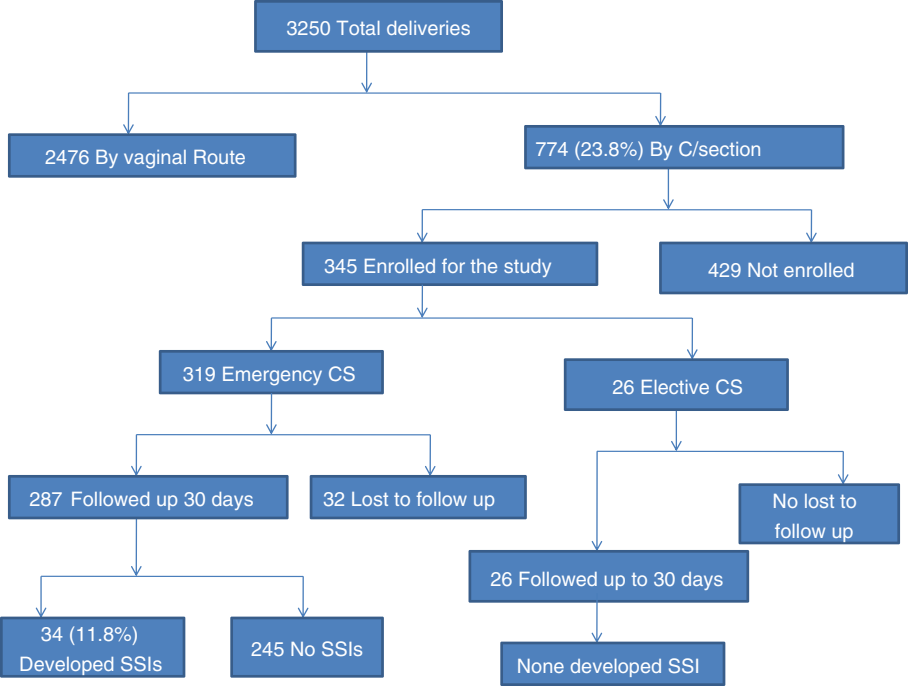 3250 Total deliveries
2476 By vaginal Route
774 (23.8%) By C/section
345 Enrolled for the study
429 Not enrolled
319 Emergency CS
26 Elective CS
287 Followed up 30 days
32 Lost to follow up
No lost to
follow up
26 Followed up to 30 days
34 (11.8%)
Developed SSIs
245 No SSIs
None developed SSI